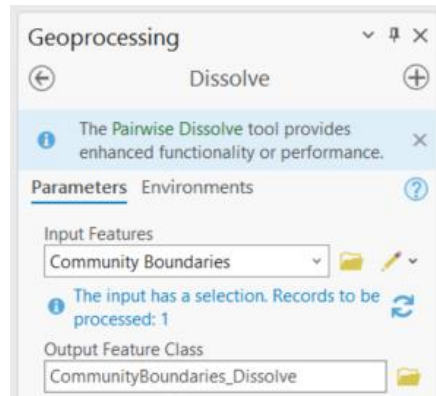 Geoprocessing
Dissolve
The Pairwise Dissolve tool provides
enhanced functionality or performance.
Parameters Environments
Input Features
Community Boundaries
The input has a selection. Records to be
processed: 1
Output Feature Class
CommunityBoundaries_Dissolve